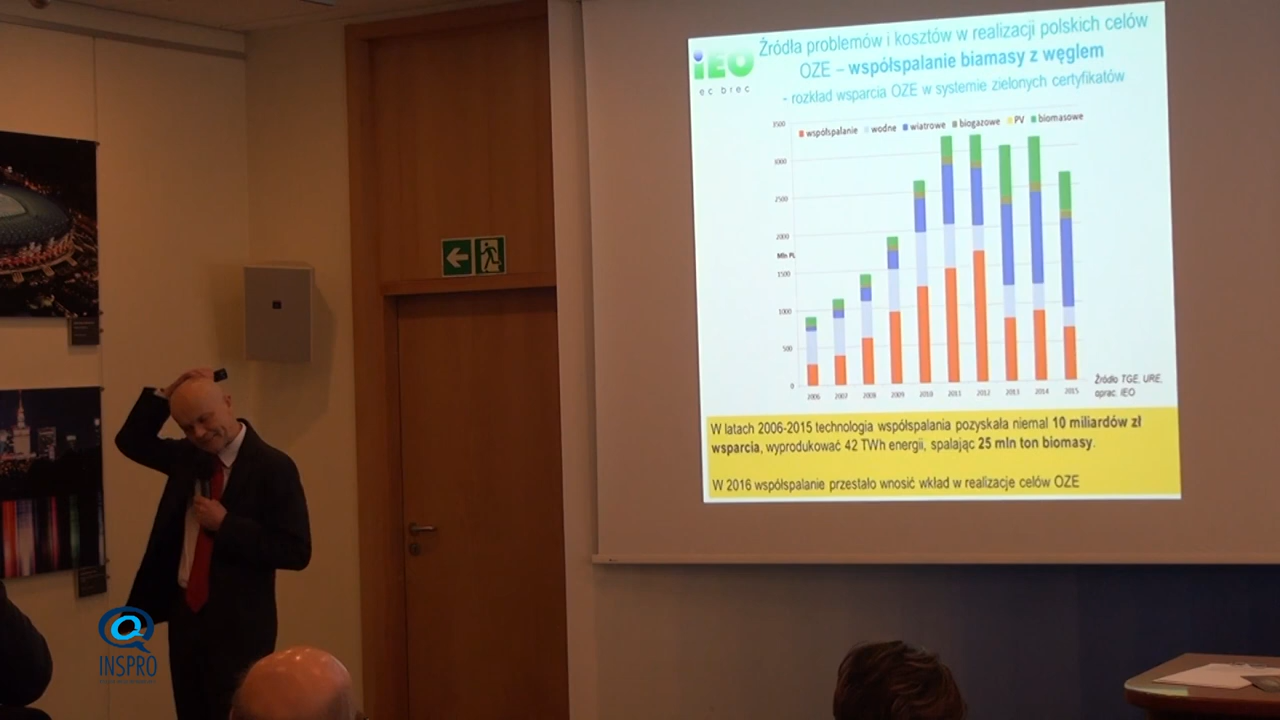 iEO
ec brec
Źródła problemów i kosztów w realizacji polskich celów
OZE – współspalanie biomasy z węglem
- rozkład wsparcia OZE w systemie zielonych certyfikatów
współspalanie wodne wiatrowe biogazowe PV biomasowe
3500
3000
2500
2000
Mln PL
1500
1000
500
0
2006 2007 2008 2009 2010 2011 2012 2013 2014 2015
Źródło TGE, URE,
oprac. IEO
W latach 2006-2015 technologia współspalania pozyskała niemal 10 miliardów zł
wsparcia, wyprodukować 42 TWh energii, spalając 25 mln ton biomasy.
W 2016 współspalanie przestało wnosić wkład w realizacje celów OZE
INSPRO